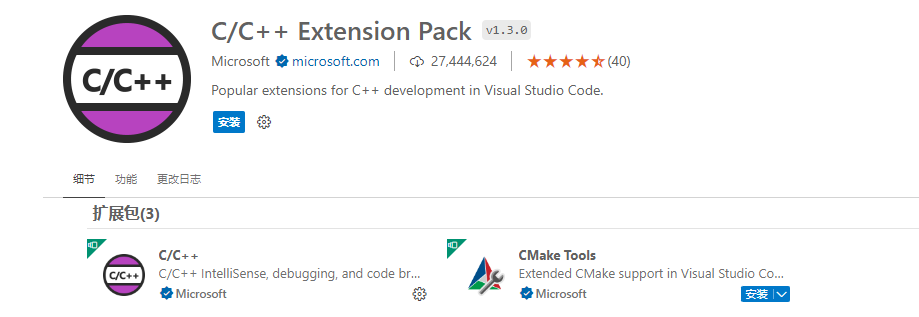 C/C++ Extension Pack v1.3.0
C/C++
Microsoft microsoft.com 27,444,624 (40)
Popular extensions for C++ development in Visual Studio Code.
安装
细节 功能 更改日志
扩展包(3)
C/C++
C/C++
C/C++ IntelliSense, debugging, and code br...
Microsoft
CMake Tools
Extended CMake support in Visual Studio Co...
Microsoft 安装